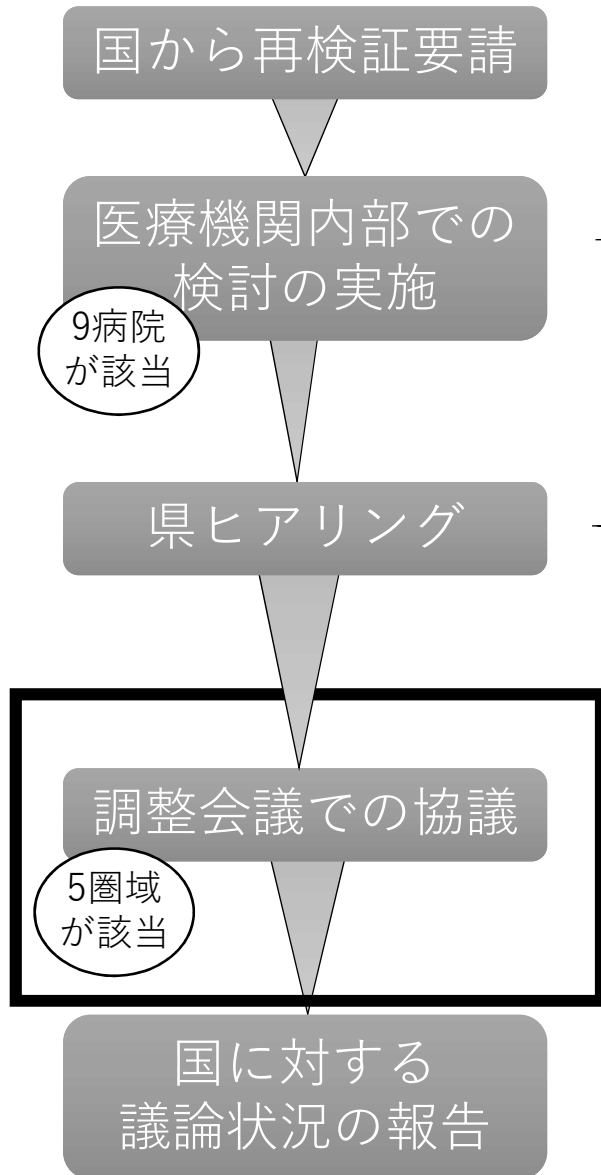 国から再検証要請
医療機関内部での
検討の実施
9病院
が該当
県ヒアリング
調整会議での協議
5圏域
が該当
国に対する
議論状況の報告